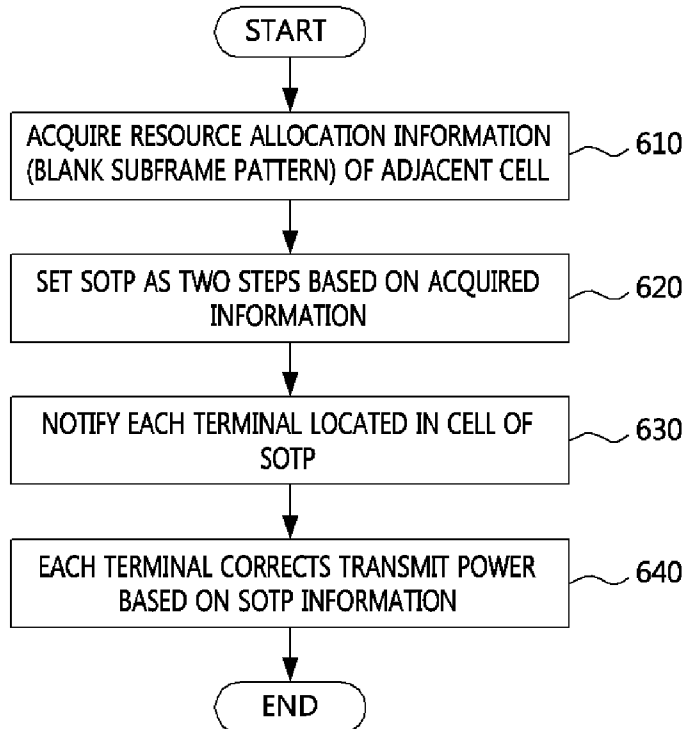 START
ACQUIRE RESOURCE ALLOCATION INFORMATION
(BLANK SUBFRAME PATTERN) OF ADJACENT CELL
610
SET SOTP AS TWO STEPS BASED ON ACQUIRED
INFORMATION
620
NOTIFY EACH TERMINAL LOCATED IN CELL OF
SOTP
630
EACH TERMINAL CORRECTS TRANSMIT POWER
BASED ON SOTP INFORMATION
640
END